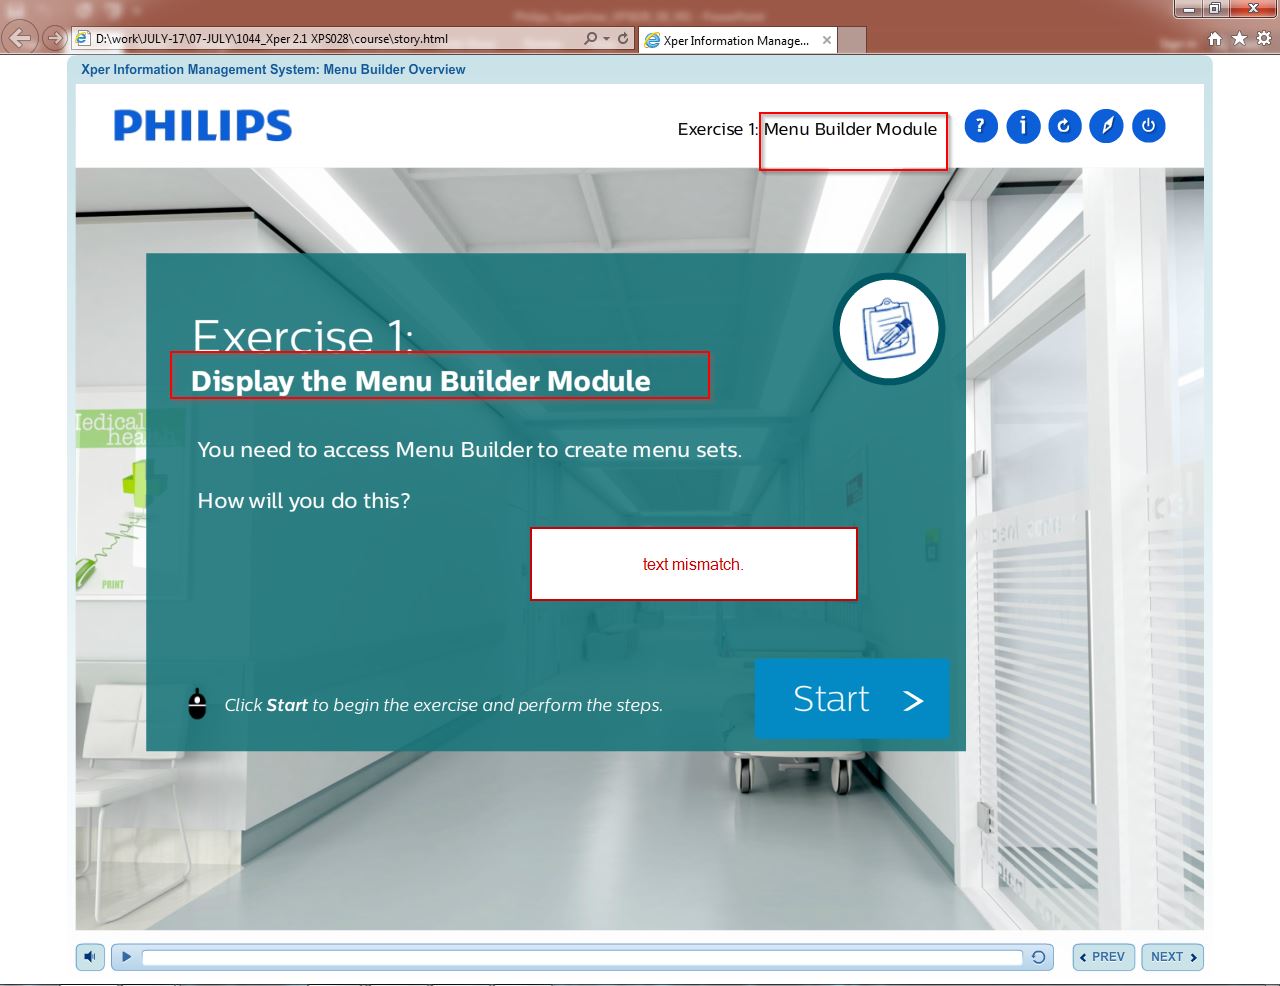 D:\work\JULY-17\07-JULY\1044_Xper 2.1 XPS028\course\story.html
Xper Information Manage...
Xper Information Management System: Menu Builder Overview
PHILIPS
Exercise 1: Menu Builder Module
Exercise 1:
Display the Menu Builder Module
Medical
health
You need to access Menu Builder to create menu sets.
How will you do this?
text mismatch.
PRINT
Click Start to begin the exercise and perform the steps.
Start >
PREV
NEXT